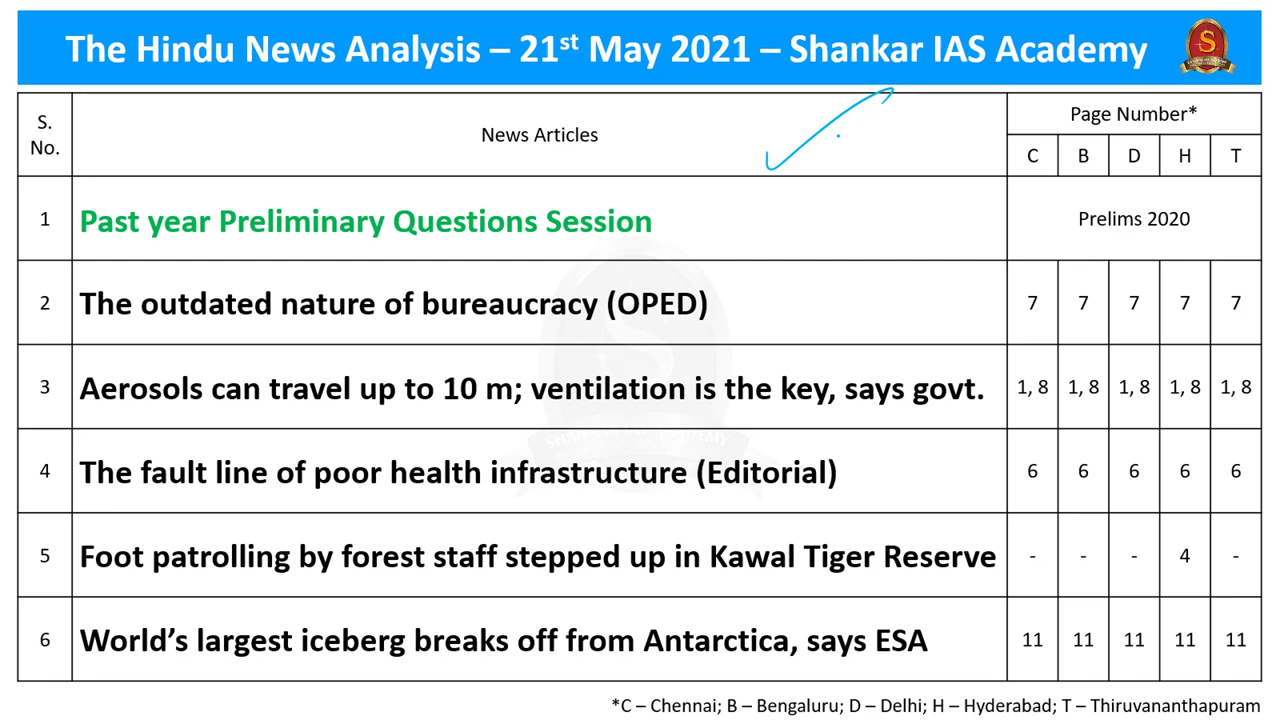 The Hindu News Analysis – 21st May 2021 – Shankar IAS Academy
S. No.
News Articles
Page Number*
C B D H T
1 Past year Preliminary Questions Session Prelims 2020
2 The outdated nature of bureaucracy (OPED) 7 7 7 7 7
3 Aerosols can travel up to 10 m; ventilation is the key, says govt. 1, 8 1, 8 1, 8 1, 8 1, 8
4 The fault line of poor health infrastructure (Editorial) 6 6 6 6 6
5 Foot patrolling by forest staff stepped up in Kawal Tiger Reserve - - - 4 -
6 World’s largest iceberg breaks off from Antarctica, says ESA 11 11 11 11 11
*C – Chennai; B – Bengaluru; D – Delhi; H – Hyderabad; T – Thiruvananthapuram